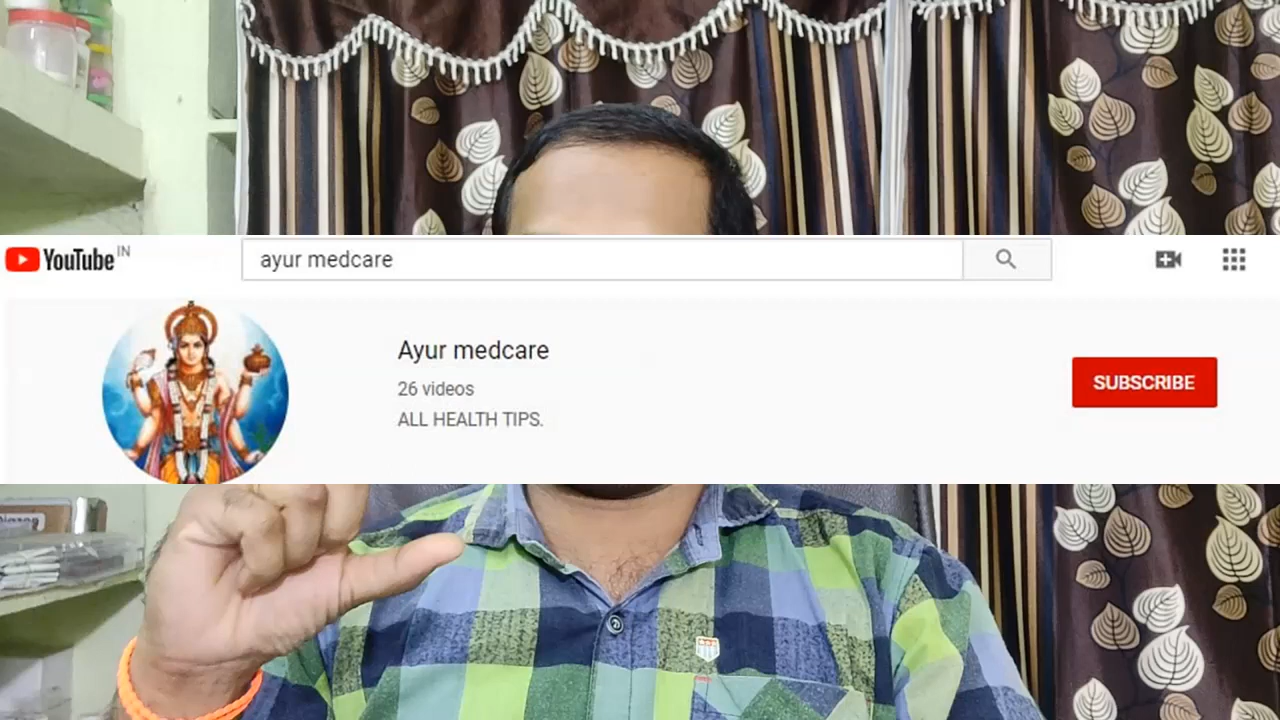 YouTube IN
ayur medcare
Ayur medcare
26 videos
ALL HEALTH TIPS.
SUBSCRIBE